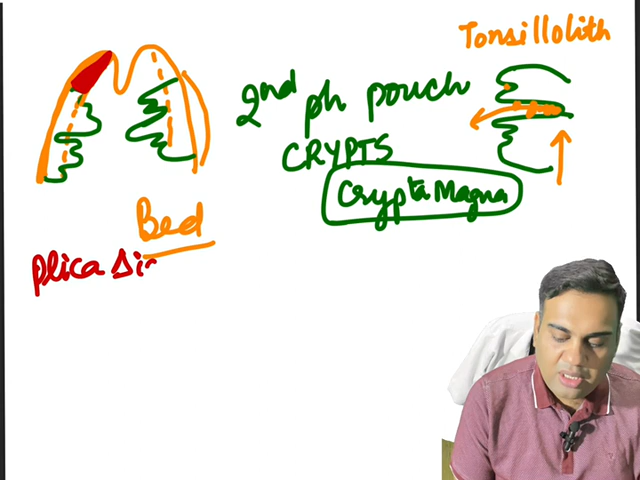 Tonsillolith
2nd ph pouch
CRYPTS
Crypta Magna
Bed
Plica